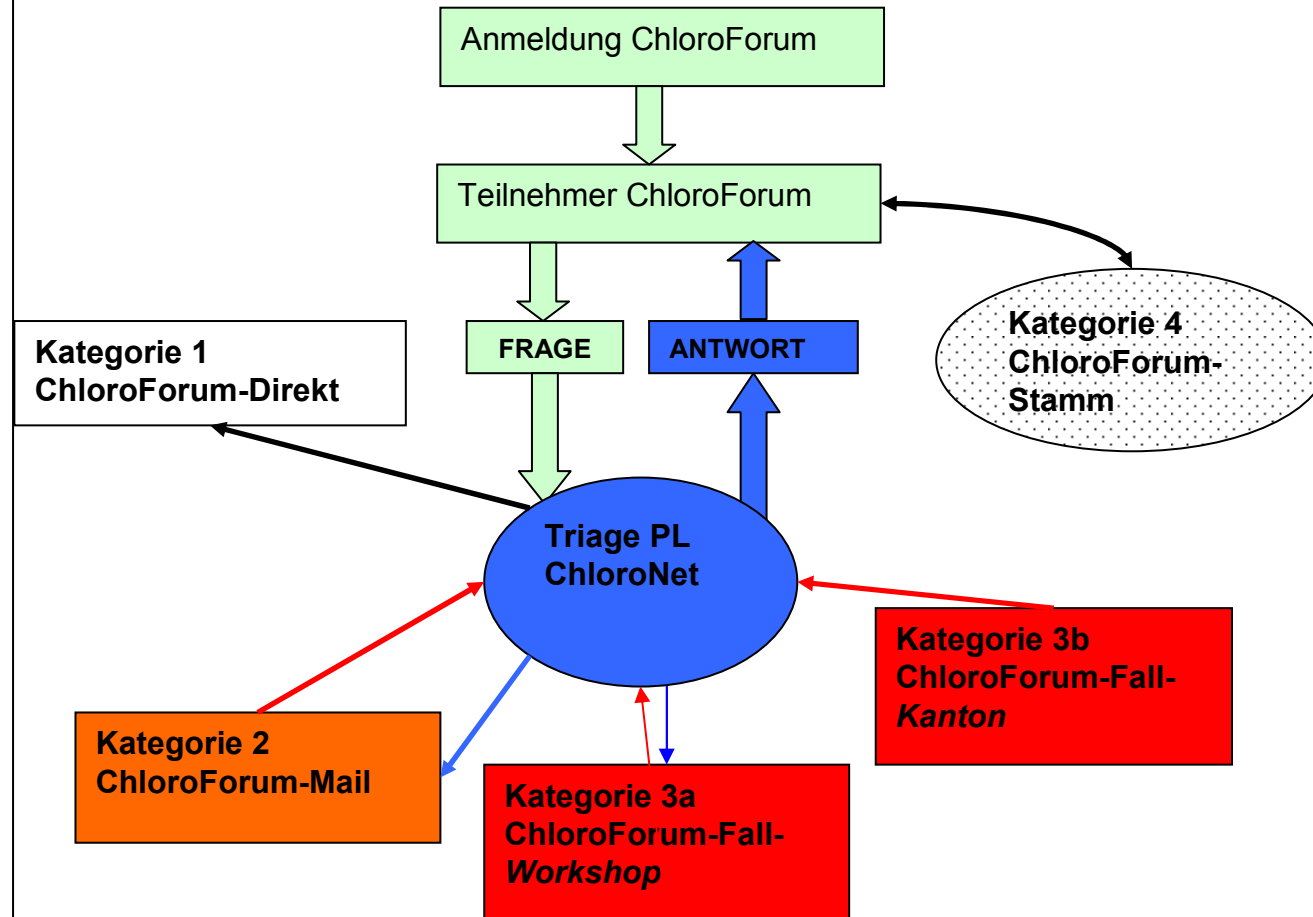 Anmeldung ChloroForum
Teilnehmer ChloroForum
FRAGE
ANTWORT
Kategorie 1
ChloroForum-Direkt
Kategorie 4
ChloroForum-
Stamm
Triage PL
ChloroNet
Kategorie 2
ChloroForum-Mail
Kategorie 3a
ChloroForum-Fall-
Workshop
Kategorie 3b
ChloroForum-Fall-
Kanton